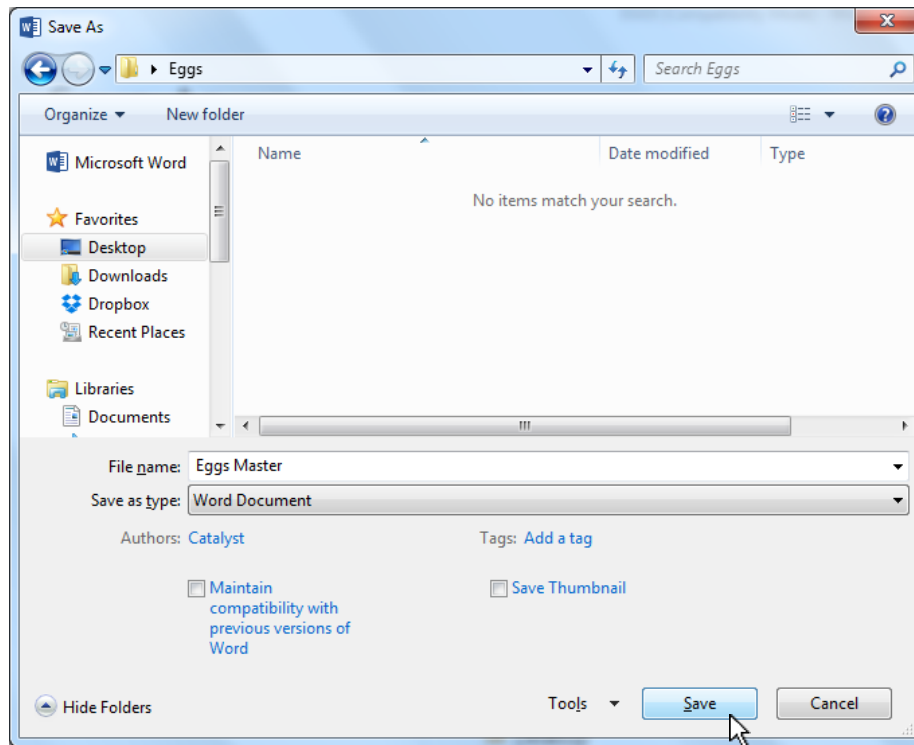 Save As
Eggs
Search Eggs
Organize
New folder
Name
Date modified
Type
No items match your search.
Microsoft Word
Favorites
Desktop
Downloads
Dropbox
Recent Places
Libraries
Documents
File name: Eggs Master
Save as type: Word Document
Authors: Catalyst
Tags: Add a tag
Maintain
compatibility with
previous versions of
Word
Save Thumbnail
Hide Folders
Tools
Save
Cancel